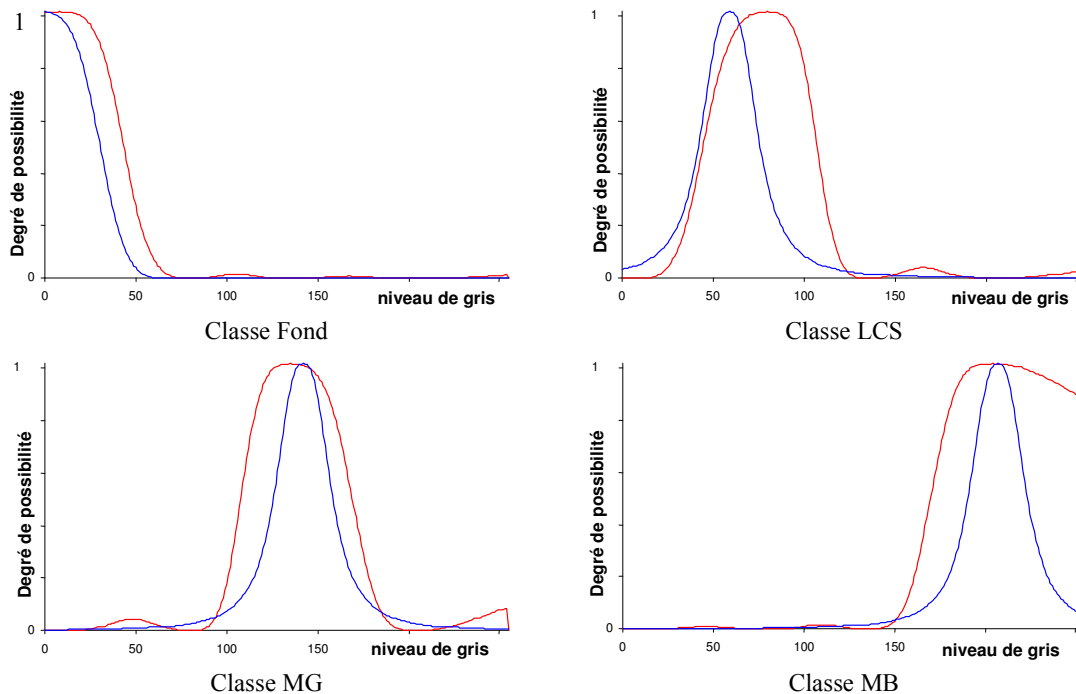 1
Degré de possibilité
0
0 50 100 150
niveau de gris
Classe Fond
1
Degré de possibilité
0
0 50 100 150
niveau de gris
Classe LCS
1
Degré de possibilité
0
0 50 100 150
niveau de gris
Classe MG
1
Degré de possibilité
0
0 50 100 150
niveau de gris
Classe MB